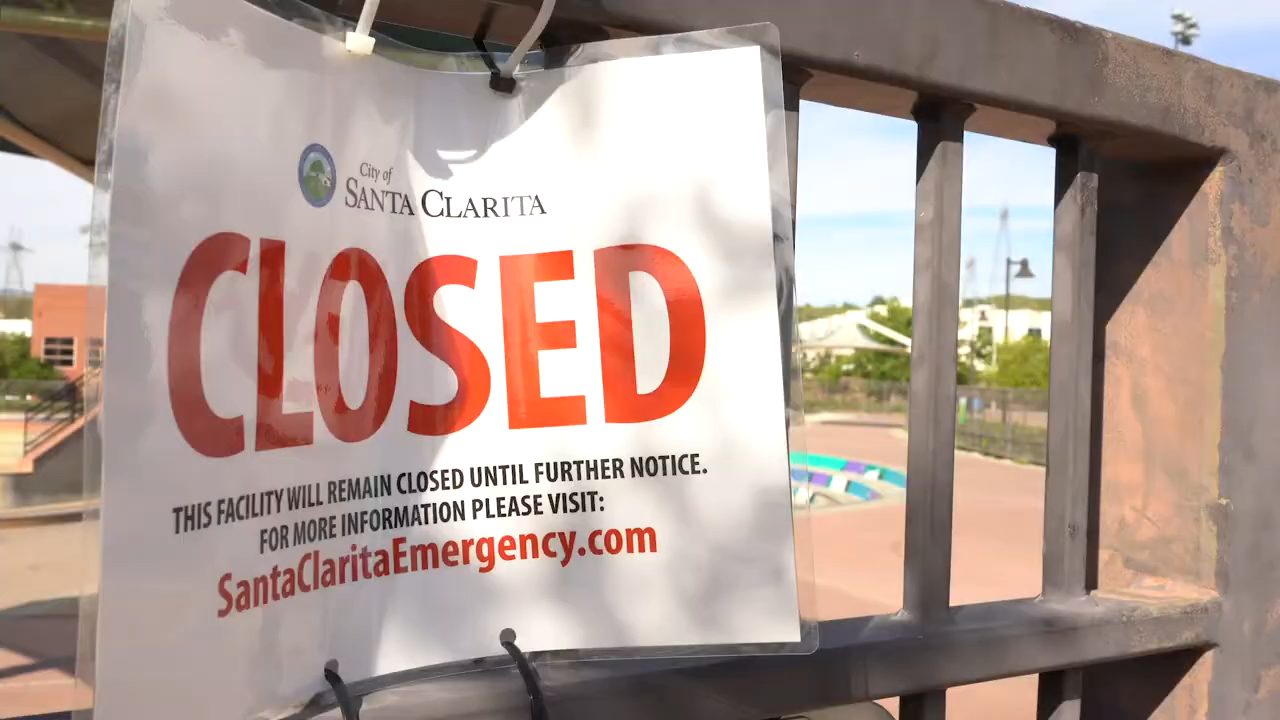 City of
SANTA CLARITA
CLOSED
THIS FACILITY WILL REMAIN CLOSED UNTIL FURTHER NOTICE.
FOR MORE INFORMATION PLEASE VISIT:
SantaClaritaEmergency.com